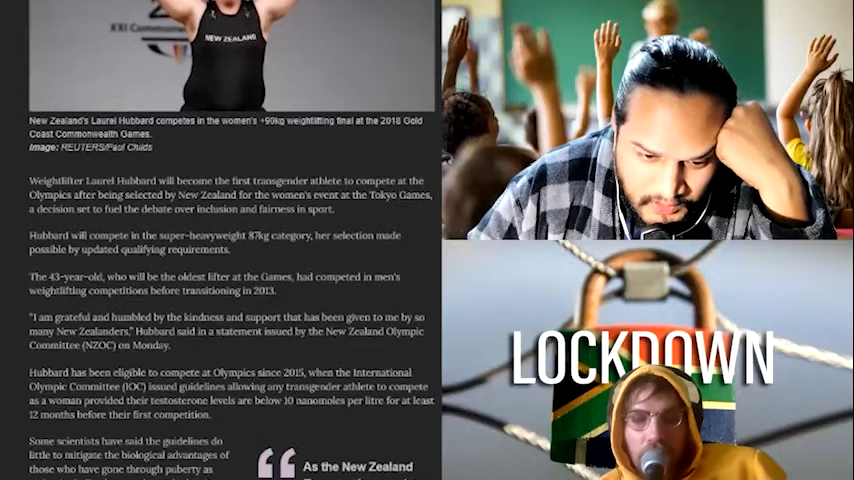 XXI Commonw
NEW ZEALAND
New Zealand's Laurel Hubbard competes in the women's +90kg weightlifting final at the 2018 Gold
Coast Commonwealth Games.
Image: REUTERS/Paul Childs
Weightlifter Laurel Hubbard will become the first transgender athlete to compete at the
Olympics after being selected by New Zealand for the women's event at the Tokyo Games,
a decision set to fuel the debate over inclusion and fairness in sport.
Hubbard will compete in the super-heavyweight 87kg category, her selection made
possible by updated qualifying requirements.
The 43-year-old, who will be the oldest lifter at the Games, had competed in men's
weightlifting competitions before transitioning in 2013.
"I am grateful and humbled by the kindness and support that has been given to me by so
many New Zealanders," Hubbard said in a statement issued by the New Zealand Olympic
Committee (NZOC) on Monday.
Hubbard has been eligible to compete at Olympics since 2015, when the International
Olympic Committee (IOC) issued guidelines allowing any transgender athlete to compete
as a woman provided their testosterone levels are below 10 nanomoles per litre for at least
12 months before their first competition.
Some scientists have said the guidelines do
little to mitigate the biological advantages of
those who have gone through puberty as
As the New Zealand
LOCKDOWN